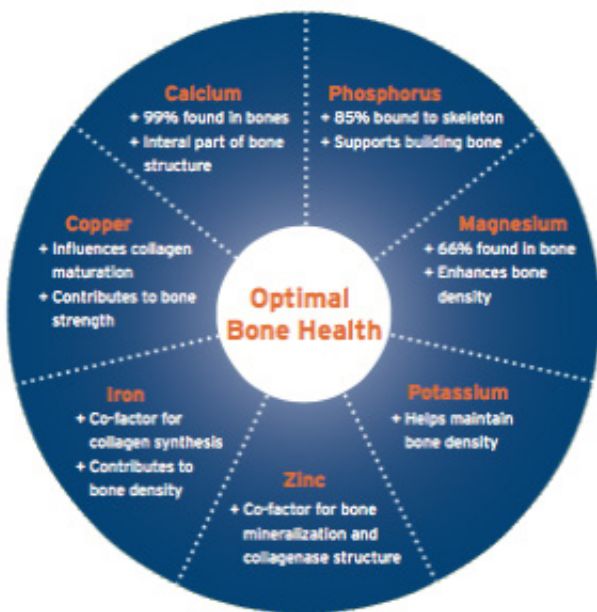 Calcium
+ 99% found in bones
+ Interal part of bone
structure
Phosphorus
+ 85% bound to skeleton
+ Supports building bone
Magnesium
+ 66% found in bone
+ Enhances bone
density
Potassium
+ Helps maintain
bone density
Zinc
+ Co-factor for bone
mineralization and
collagenase structure
Iron
+ Co-factor for
collagen synthesis
+ Contributes to
bone density
Copper
+ Influences collagen
maturation
+ Contributes to bone
strength
Optimal
Bone Health